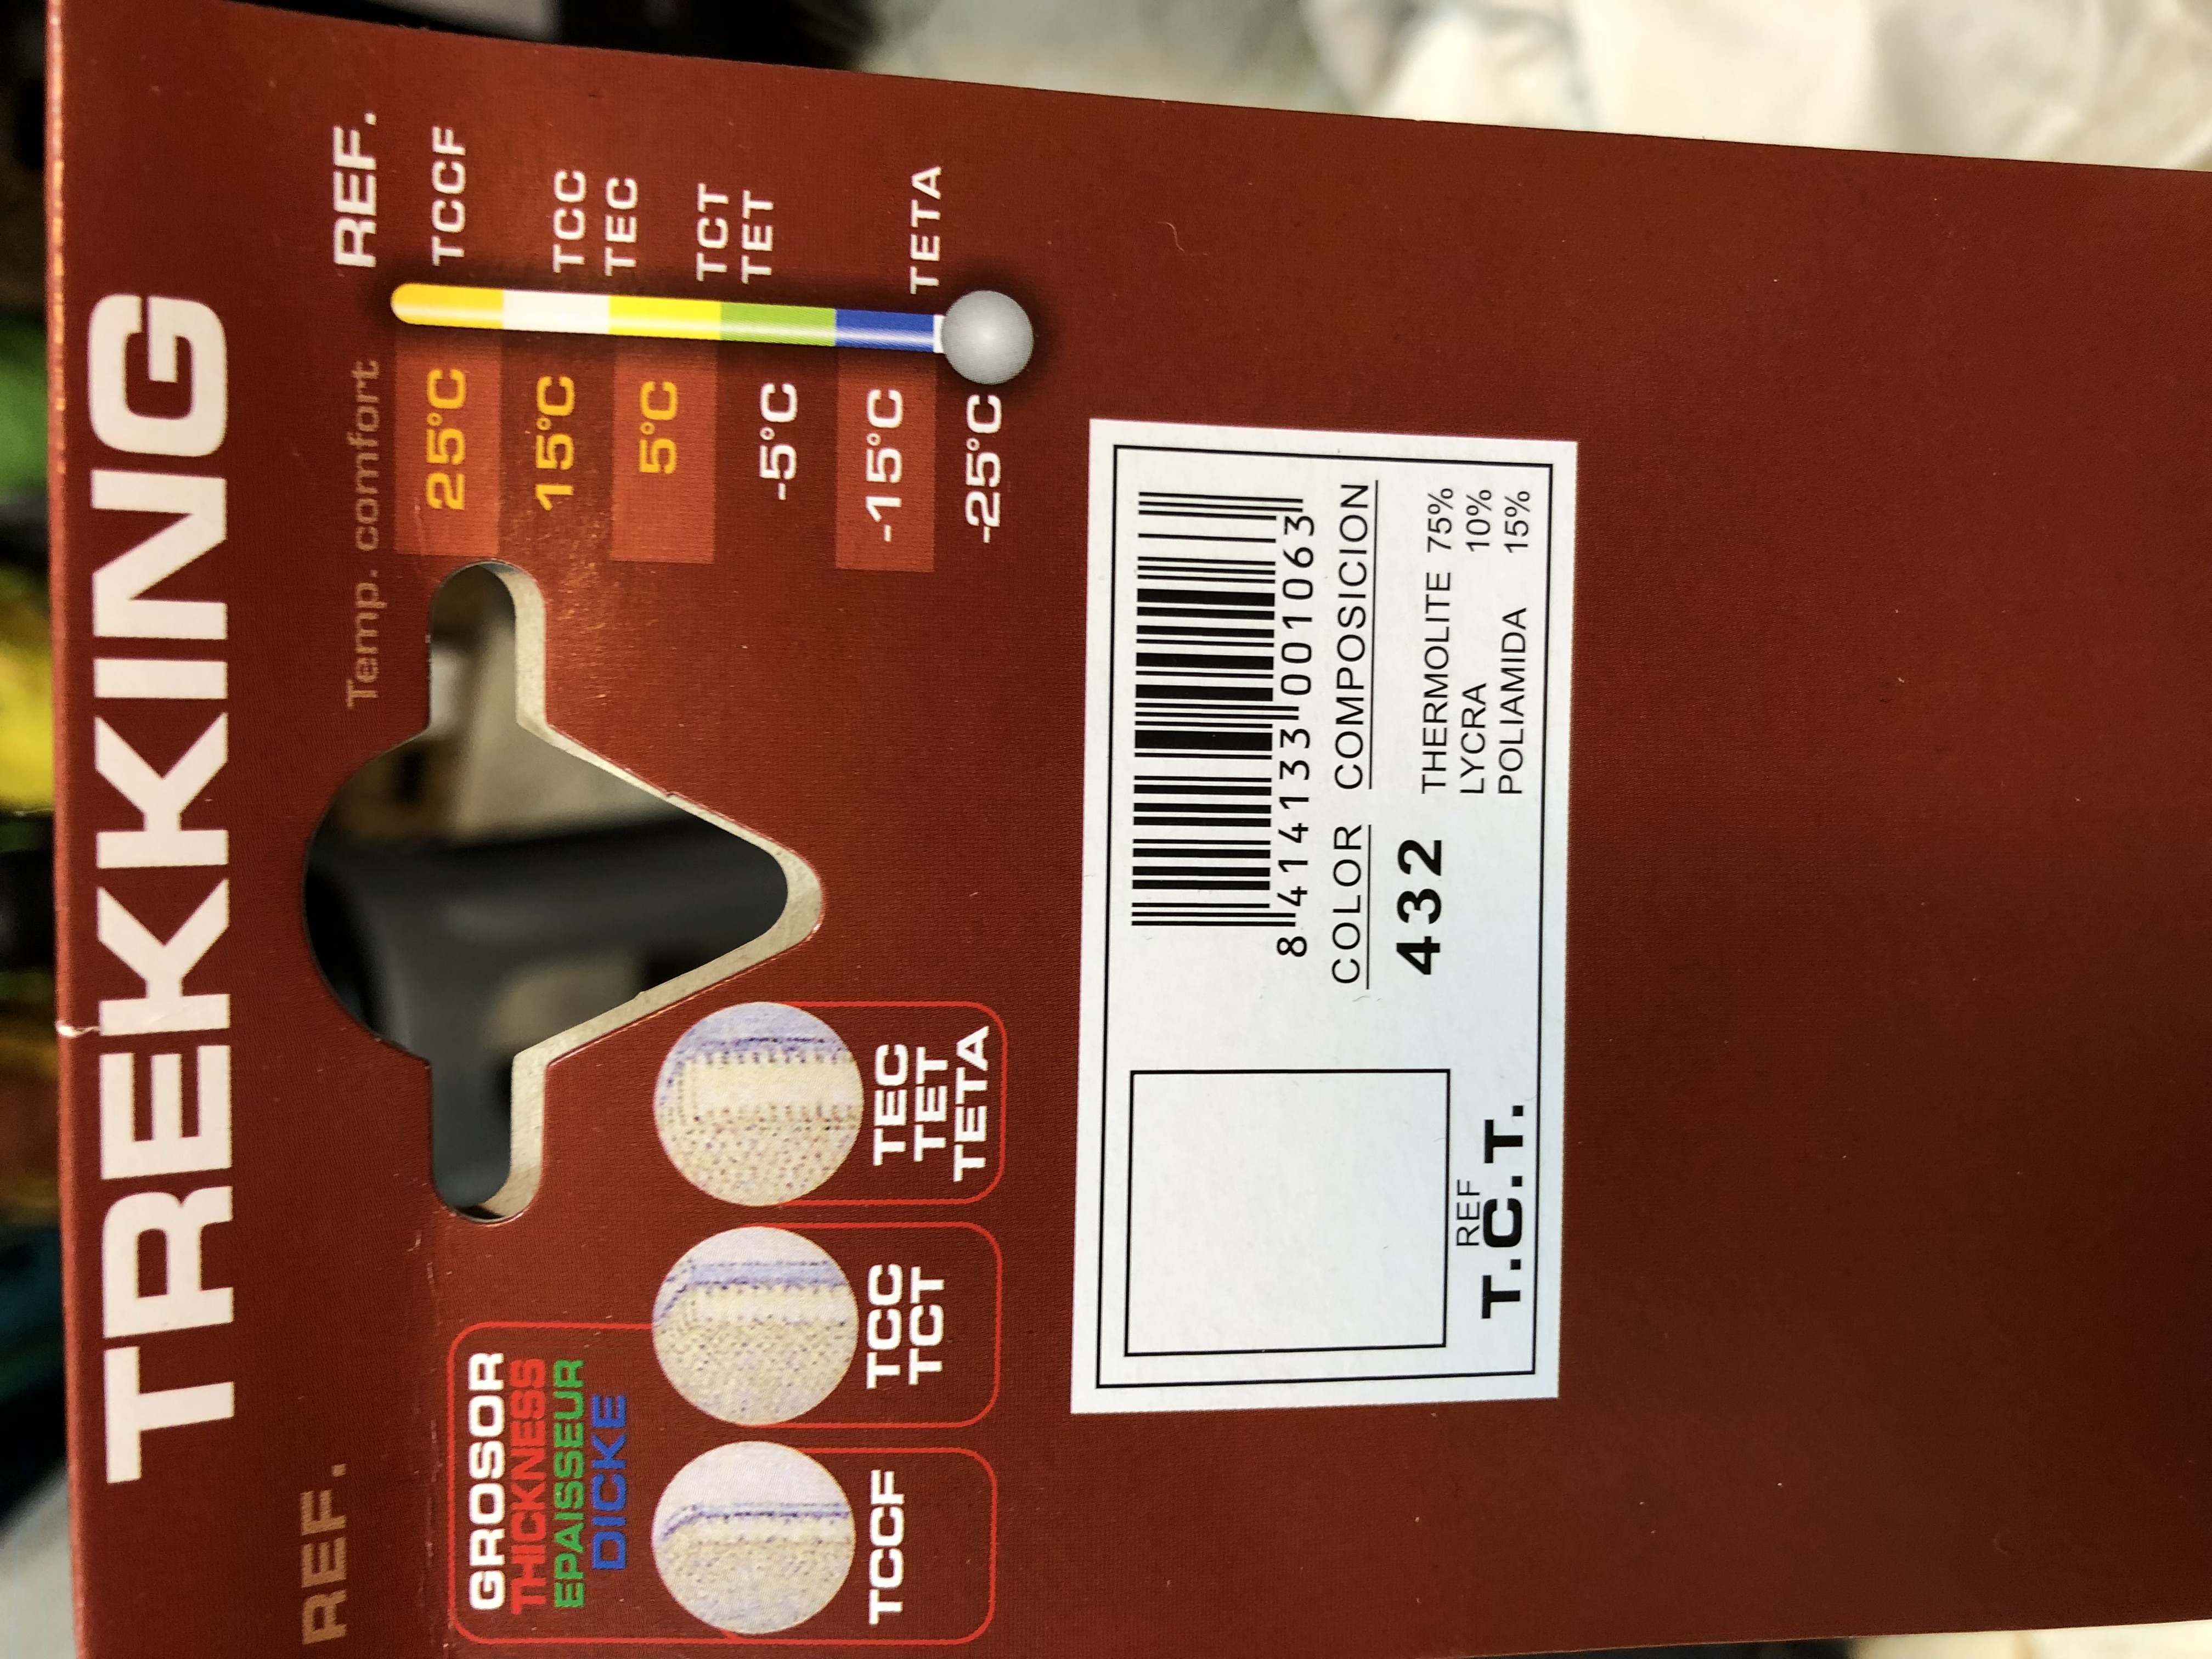 TREKKING
REF.
Temp. comfort REF.
25°C TCCF
15°C TCC
5°C TEC
-5°C TCT
TET
-15°C
-25°C TETA
GROSOR
THICKNESS
EPAISSEUR
DICKE
TCCF
TCC
TCT
TEC
TET
TETA
8 414133 001063
COLOR COMPOSICION
432
THERMOLITE 75%
LYCRA 10%
POLIAMIDA 15%
REF
T.C.T.